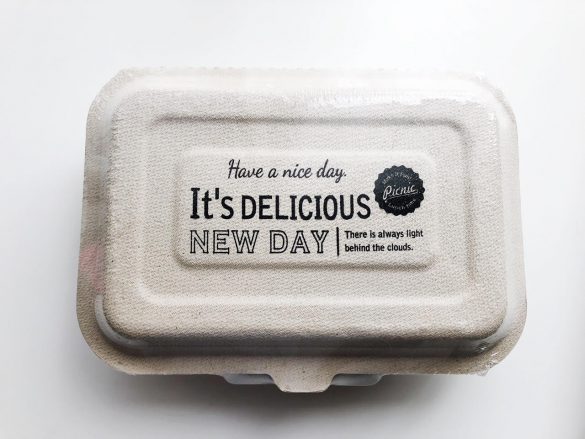 Have a nice day.
It's DELICIOUS
NEW DAY
There is always light
behind the clouds.
Picnic